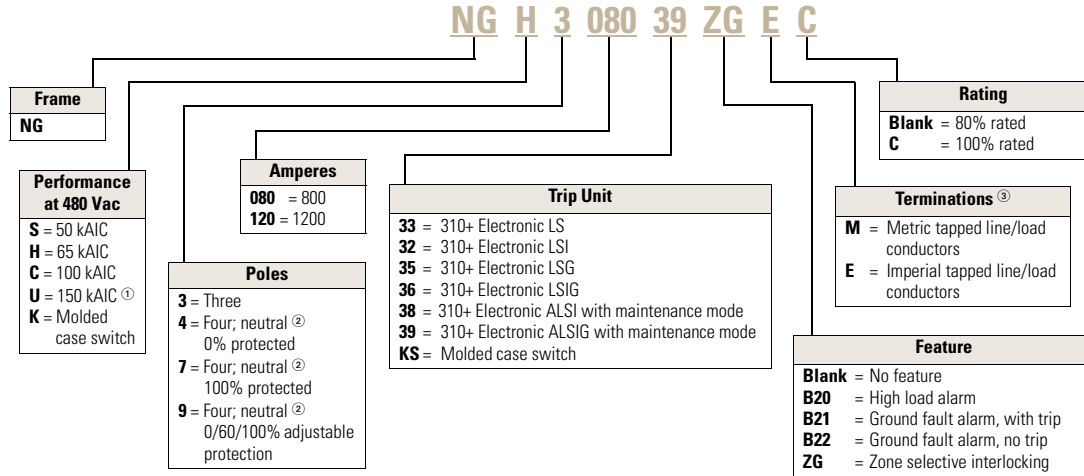 NG H 3 080 39 ZG E C
Frame
NG
Performance
at 480 Vac
S = 50 kAIC
H = 65 kAIC
C = 100 kAIC
U = 150 kAIC ①
K = Molded
case switch
Poles
3 = Three
4 = Four; neutral ②
0% protected
7 = Four; neutral ②
100% protected
9 = Four; neutral ②
0/60/100% adjustable
protection
Amperes
080 = 800
120 = 1200
Trip Unit
33 = 310+ Electronic LS
32 = 310+ Electronic LSI
35 = 310+ Electronic LSG
36 = 310+ Electronic LSIG
38 = 310+ Electronic ALSI with maintenance mode
39 = 310+ Electronic ALSIG with maintenance mode
KS = Molded case switch
Rating
Blank = 80% rated
C = 100% rated
Terminations ③
M = Metric tapped line/load
conductors
E = Imperial tapped line/load
conductors
Feature
Blank = No feature
B20 = High load alarm
B21 = Ground fault alarm, with trip
B22 = Ground fault alarm, no trip
ZG = Zone selective interlocking